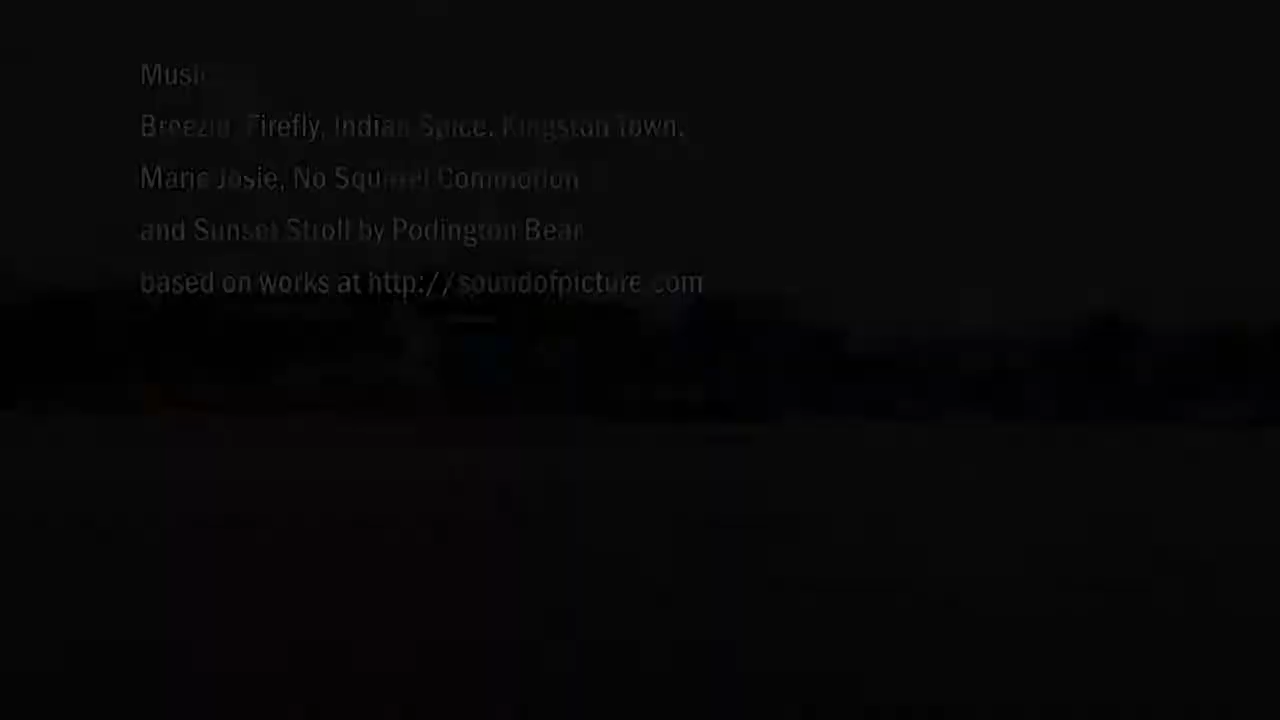 Music
Breezin, Firefly, Indian Spice, Kingston Town,
Marie Josie, No Squirrel Commotion
and Sunset Stroll by Podington Bear
based on works at http://soundofpicture.com